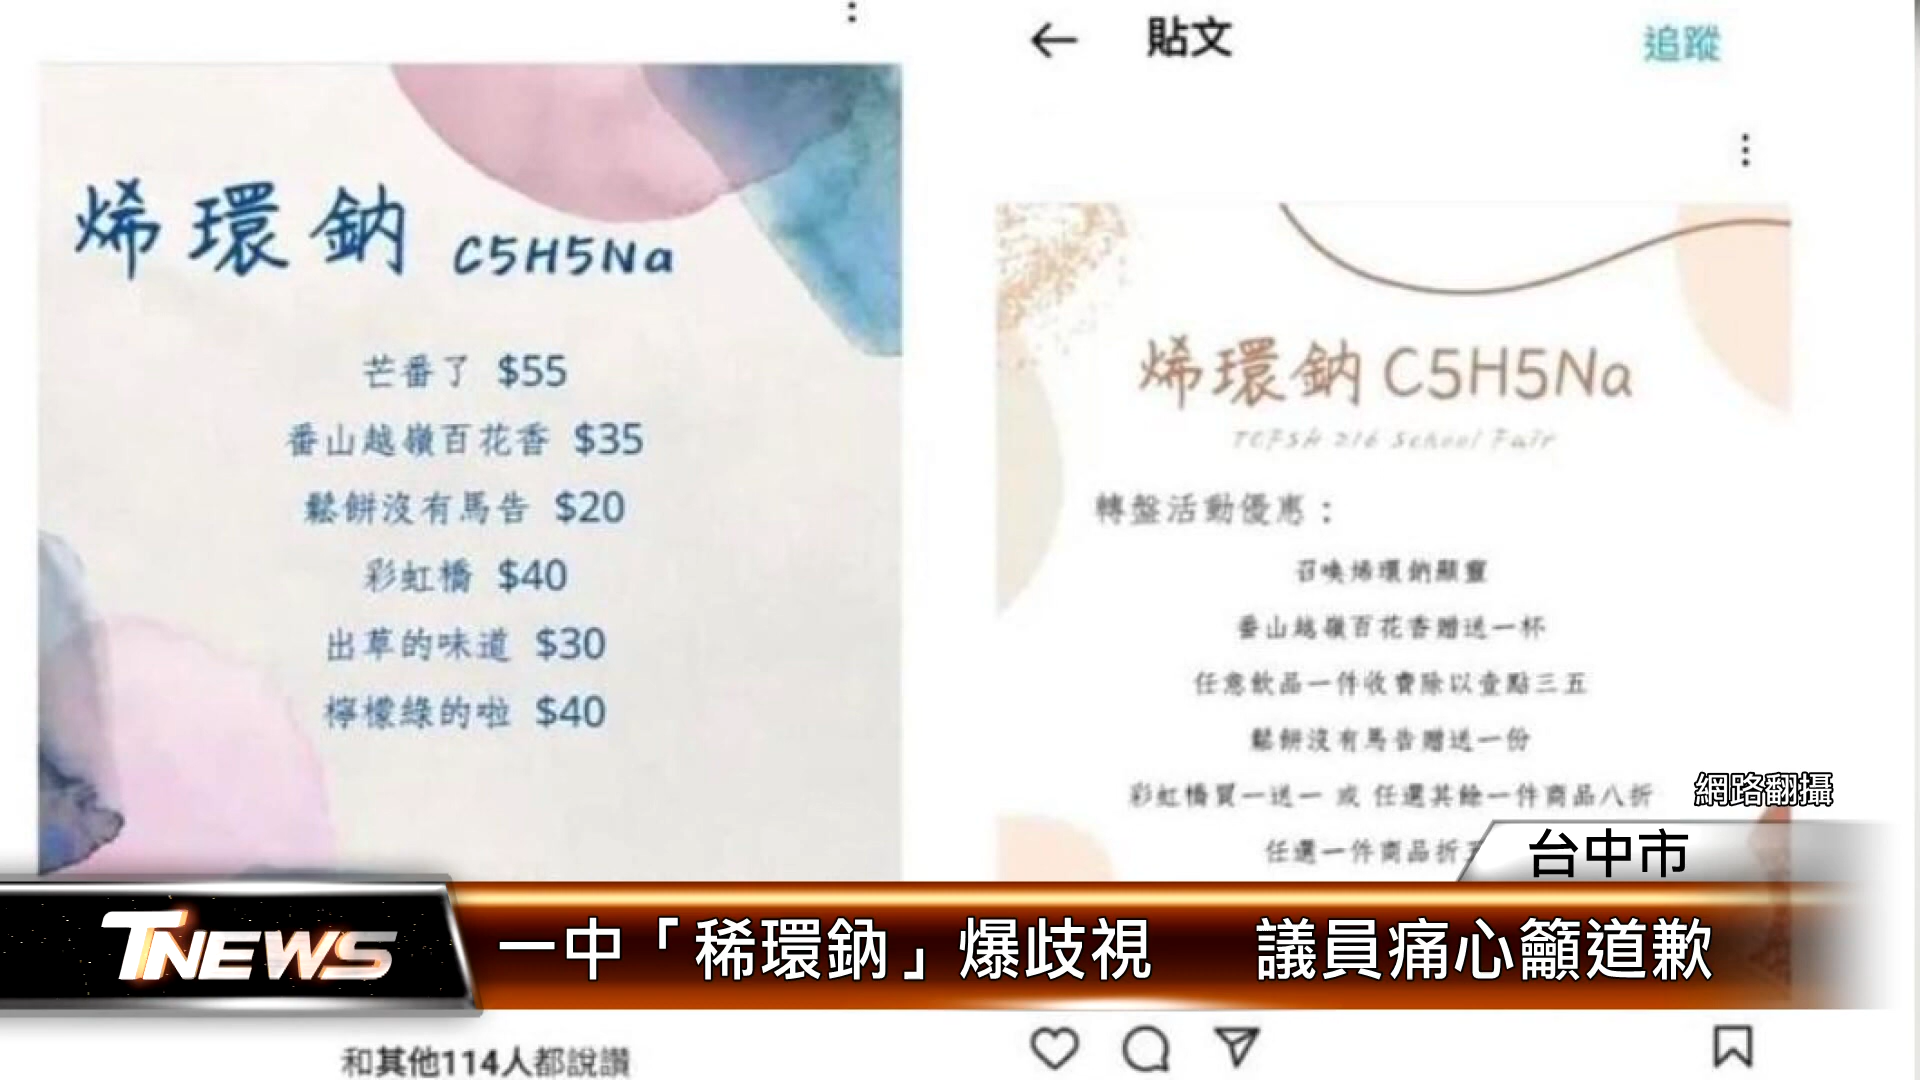 烯環鈉 C5H5Na
芒番了 $55
番山越嶺百花香 $35
鬆餅沒有馬告 $20
彩虹橋 $40
出草的味道 $30
檸檬綠的啦 $40
和其他114人都說讚
貼文
追蹤
烯環鈉 C5H5Na
TCFSH 216 School Fair
轉盤活動優惠：
召喚烯環鈉顯靈
番山越嶺百花香贈送一杯
任意飲品一件收費除以壹點三五
鬆餅沒有馬告贈送一份
彩虹橋買一送一 或 任選其餘一件商品八折
任選一件商品折
網路翻攝
台中市
TNEWS
一中「稀環鈉」爆歧視 議員痛心籲道歉